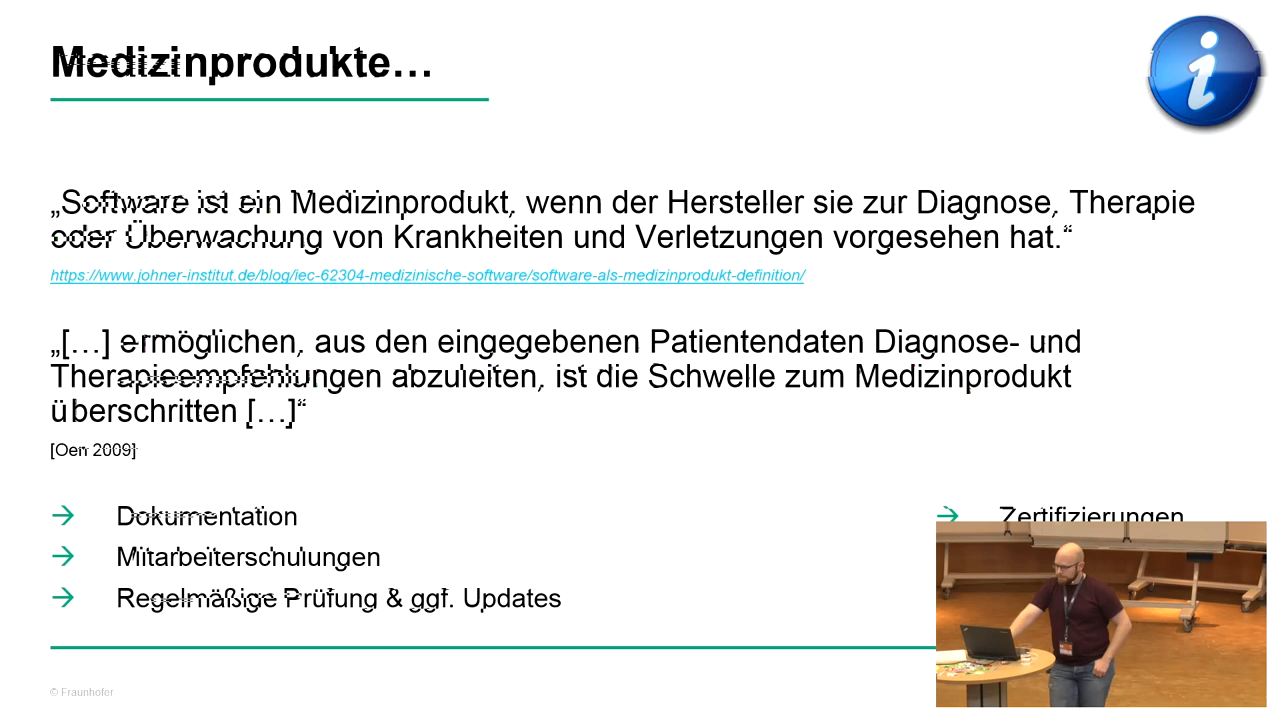 Medizinprodukte…
„Software ist ein Medizinprodukt, wenn der Hersteller sie zur Diagnose, Therapie
oder Überwachung von Krankheiten und Verletzungen vorgesehen hat.“
https://www.johner-institut.de/blog/iec-62304-medizinische-software/software-als-medizinprodukt-definition/
„[…] ermöglichen, aus den eingegebenen Patientendaten Diagnose- und
Therapieempfehlungen abzuleiten, ist die Schwelle zum Medizinprodukt
überschritten […]“
[Oen 2009]
→ Dokumentation
→ Zertifizierungen
→ Mitarbeiterschulungen
→ Regelmäßige Prüfung & ggf. Updates
© Fraunhofer